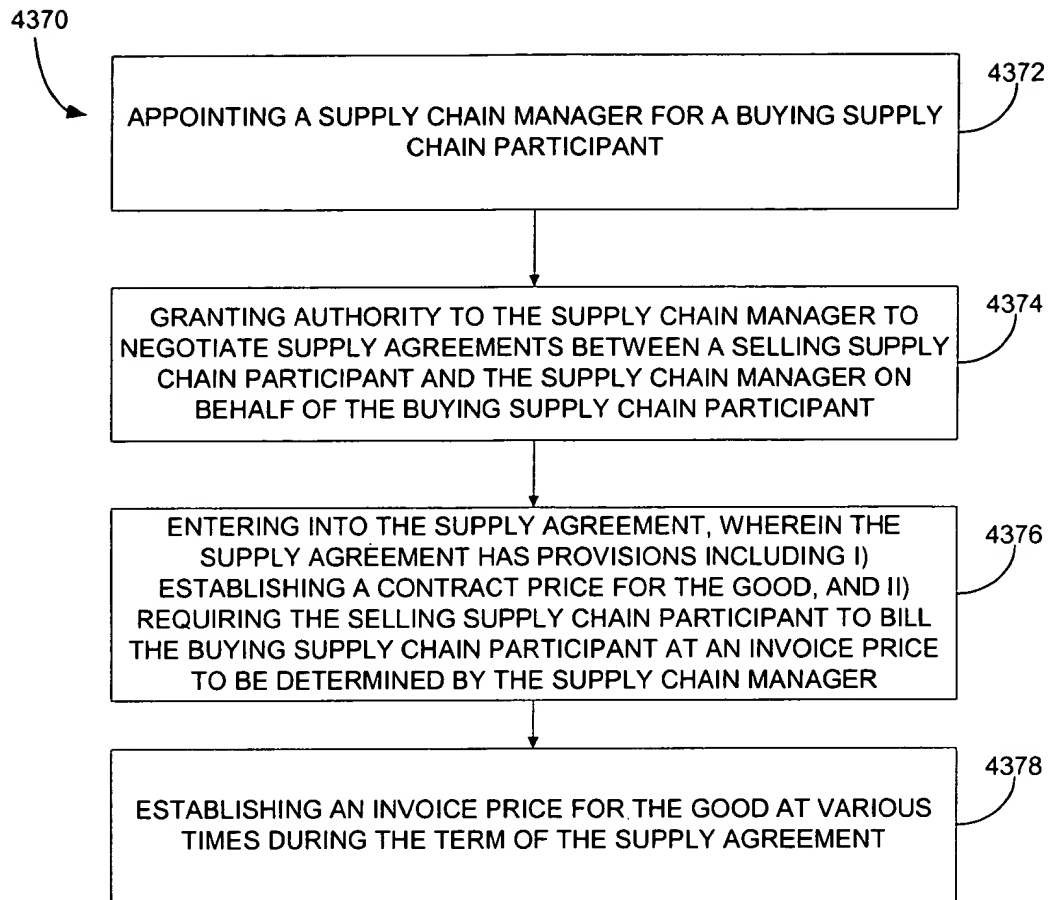 4370
4372
APPOINTING A SUPPLY CHAIN MANAGER FOR A BUYING SUPPLY
CHAIN PARTICIPANT
4374
GRANTING AUTHORITY TO THE SUPPLY CHAIN MANAGER TO
NEGOTIATE SUPPLY AGREEMENTS BETWEEN A SELLING SUPPLY
CHAIN PARTICIPANT AND THE SUPPLY CHAIN MANAGER ON
BEHALF OF THE BUYING SUPPLY CHAIN PARTICIPANT
4376
ENTERING INTO THE SUPPLY AGREEMENT, WHEREIN THE
SUPPLY AGREEMENT HAS PROVISIONS INCLUDING I)
ESTABLISHING A CONTRACT PRICE FOR THE GOOD, AND II)
REQUIRING THE SELLING SUPPLY CHAIN PARTICIPANT TO BILL
THE BUYING SUPPLY CHAIN PARTICIPANT AT AN INVOICE PRICE
TO BE DETERMINED BY THE SUPPLY CHAIN MANAGER
4378
ESTABLISHING AN INVOICE PRICE FOR THE GOOD AT VARIOUS
TIMES DURING THE TERM OF THE SUPPLY AGREEMENT